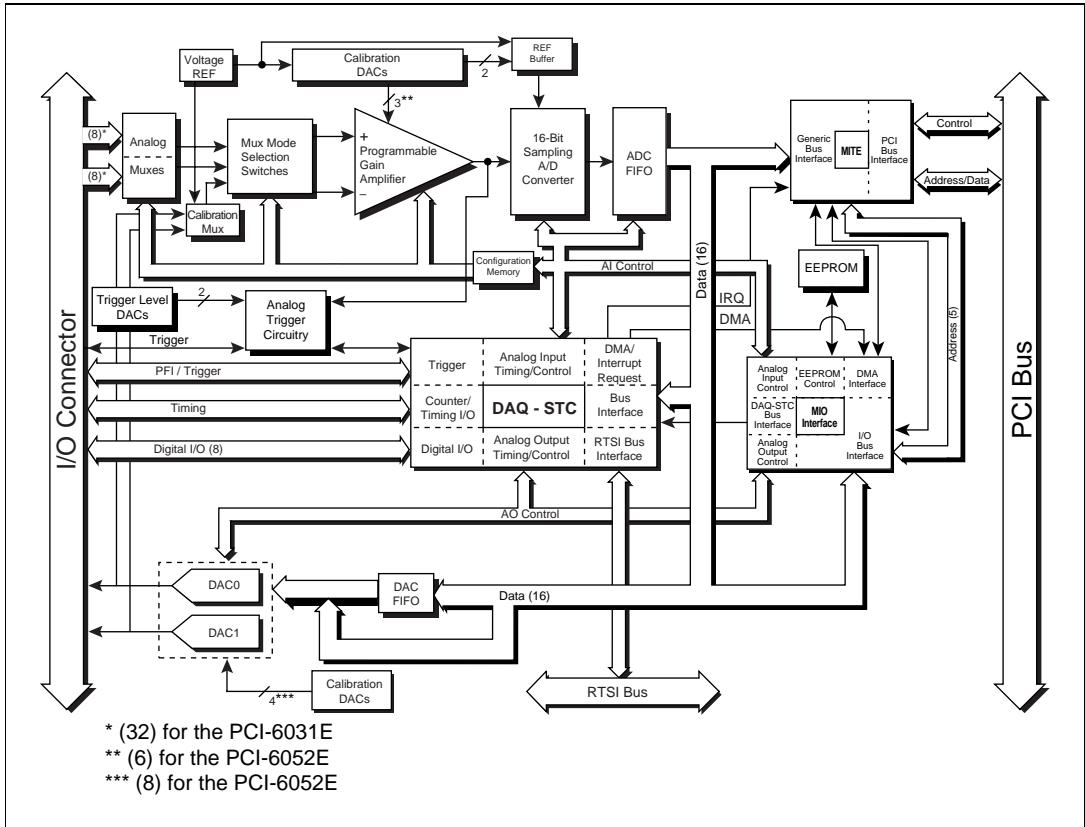 Voltage
REF
Calibration
DACs
2
REF
Buffer
3**
(8)*
(8)*
Analog
Muxes
Mux Mode
Selection
Switches
+
Programmable
Gain
Amplifier
–
16-Bit
Sampling
A/D
Converter
ADC
FIFO
Generic
Bus
Interface
MITE
PCI
Bus
Interface
Control
Address/Data
Calibration
Mux
Configuration
Memory
AI Control
Data (16)
EEPROM
IRQ
DMA
Address (5)
I/O Connector
PCI Bus
Trigger Level
DACs
2
Analog
Trigger
Circuitry
Trigger
PFI / Trigger
Timing
Digital I/O (8)
Trigger
Analog Input
Timing/Control
DMA/
Interrupt
Request
Counter/
Timing I/O
DAQ - STC
Bus
Interface
Digital I/O
Analog Output
Timing/Control
RTSI Bus
Interface
Analog
Input
Control
EEPROM
Control
DMA
Interface
DAQ-STC
Bus
Interface
MIO
Interface
Analog
Output
Control
I/O
Bus
Interface
AO Control
DAC0
DAC1
DAC
FIFO
Data (16)
4***
Calibration
DACs
RTSI Bus
* (32) for the PCI-6031E
** (6) for the PCI-6052E
*** (8) for the PCI-6052E